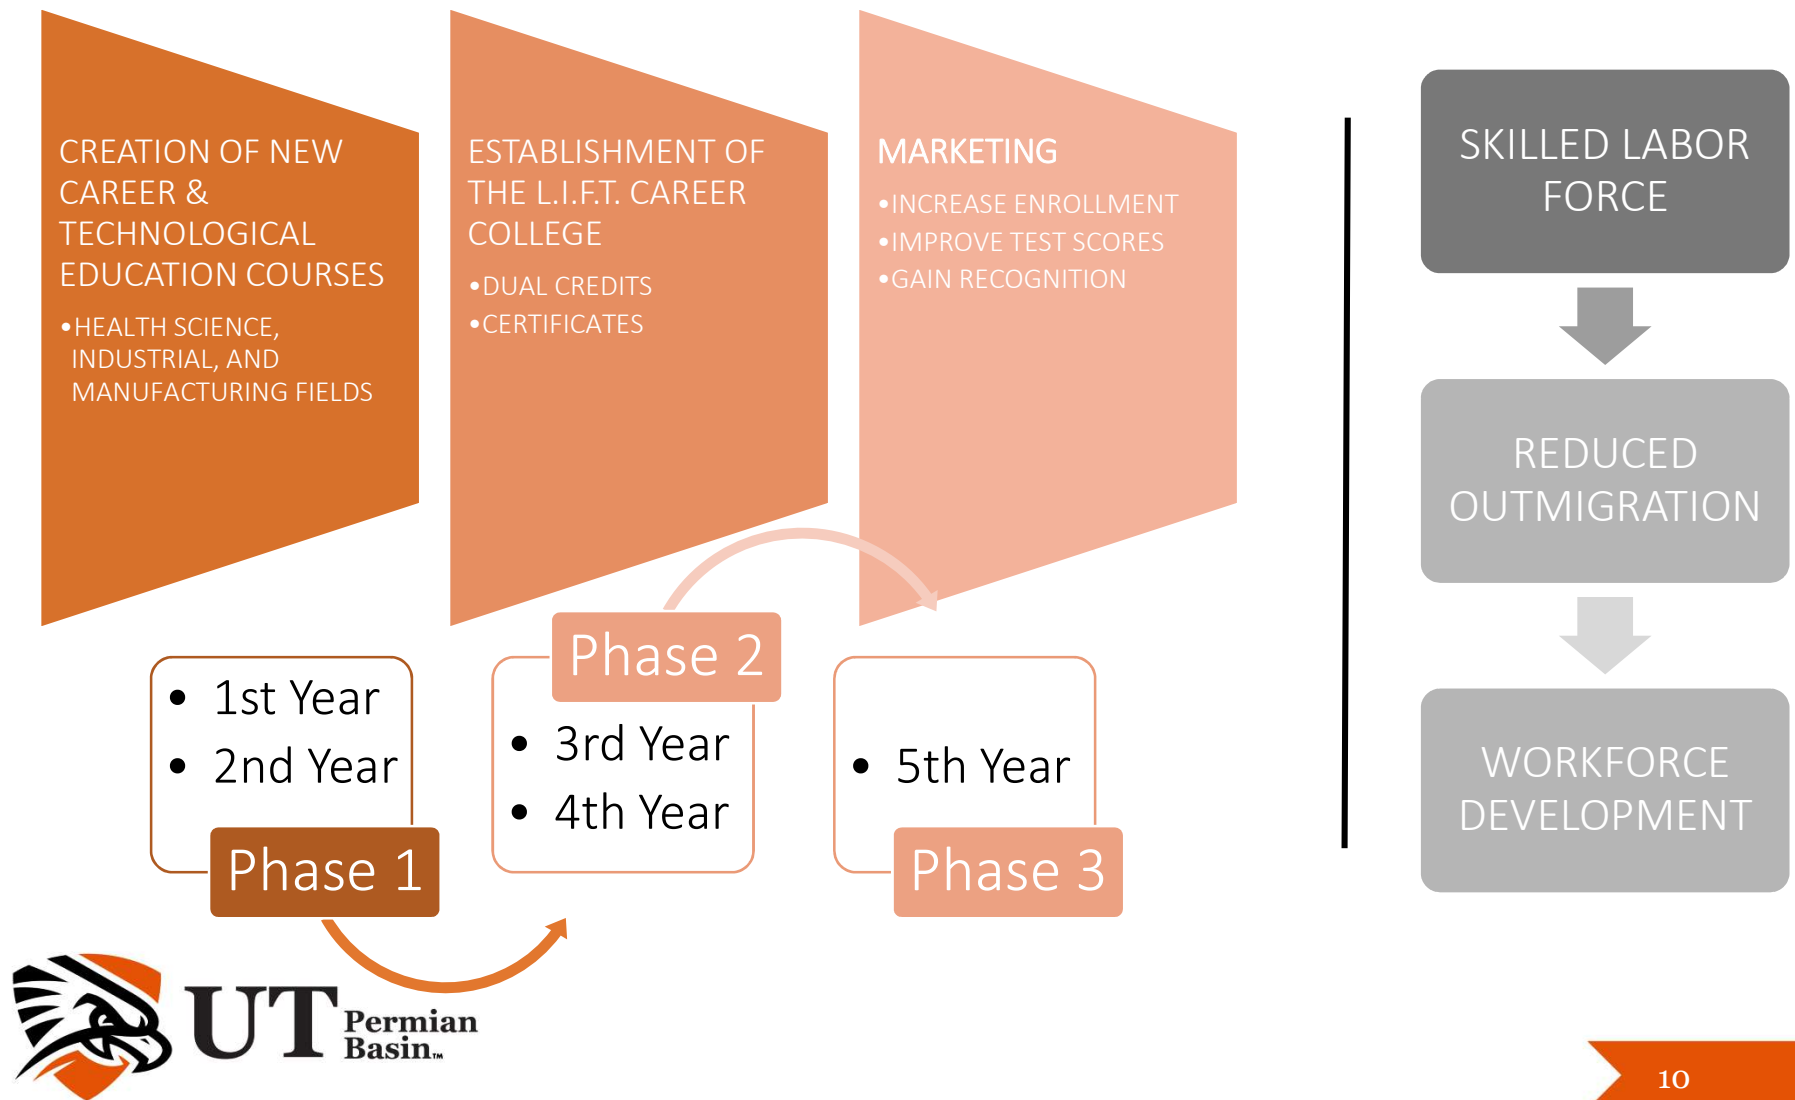 CREATION OF NEW
CAREER &
TECHNOLOGICAL
EDUCATION COURSES
•HEALTH SCIENCE,
INDUSTRIAL, AND
MANUFACTURING FIELDS
ESTABLISHMENT OF
THE L.I.F.T. CAREER
COLLEGE
•DUAL CREDITS
•CERTIFICATES
MARKETING
•INCREASE ENROLLMENT
•IMPROVE TEST SCORES
•GAIN RECOGNITION
• 1st Year
• 2nd Year
Phase 1
Phase 2
• 3rd Year
• 4th Year
• 5th Year
Phase 3
SKILLED LABOR
FORCE
REDUCED
OUTMIGRATION
WORKFORCE
DEVELOPMENT
UT
Permian
Basin™
10